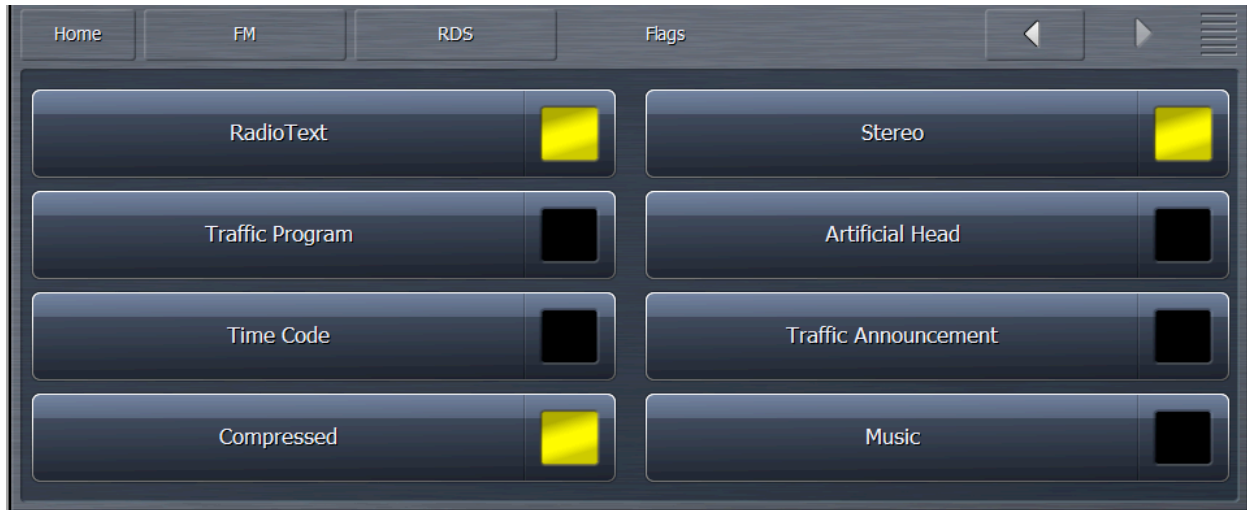 Home FM RDS Flags
RadioText Stereo
Traffic Program Artificial Head
Time Code Traffic Announcement
Compressed Music